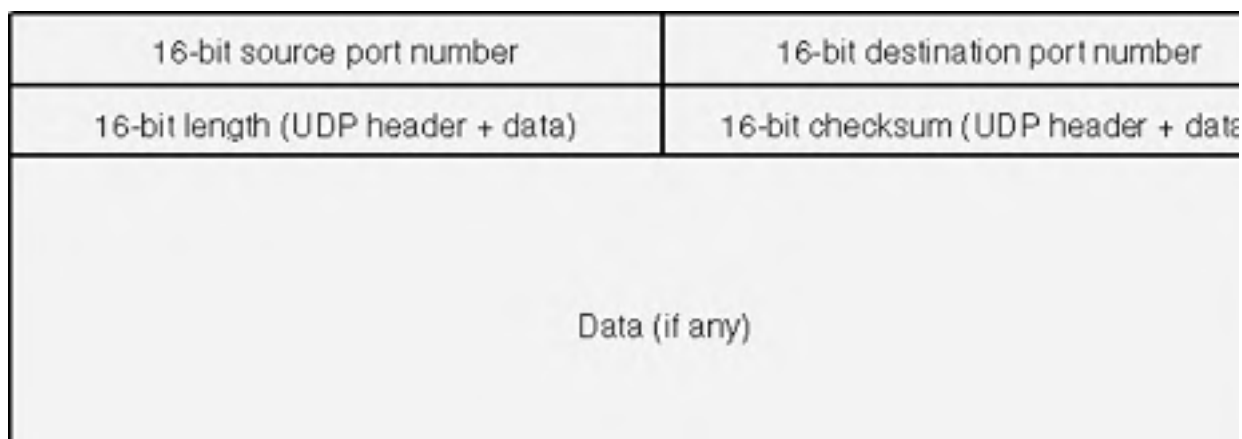 16-bit source port number
16-bit destination port number
16-bit length (UDP header + data)
16-bit checksum (UDP header + data
Data (if any)